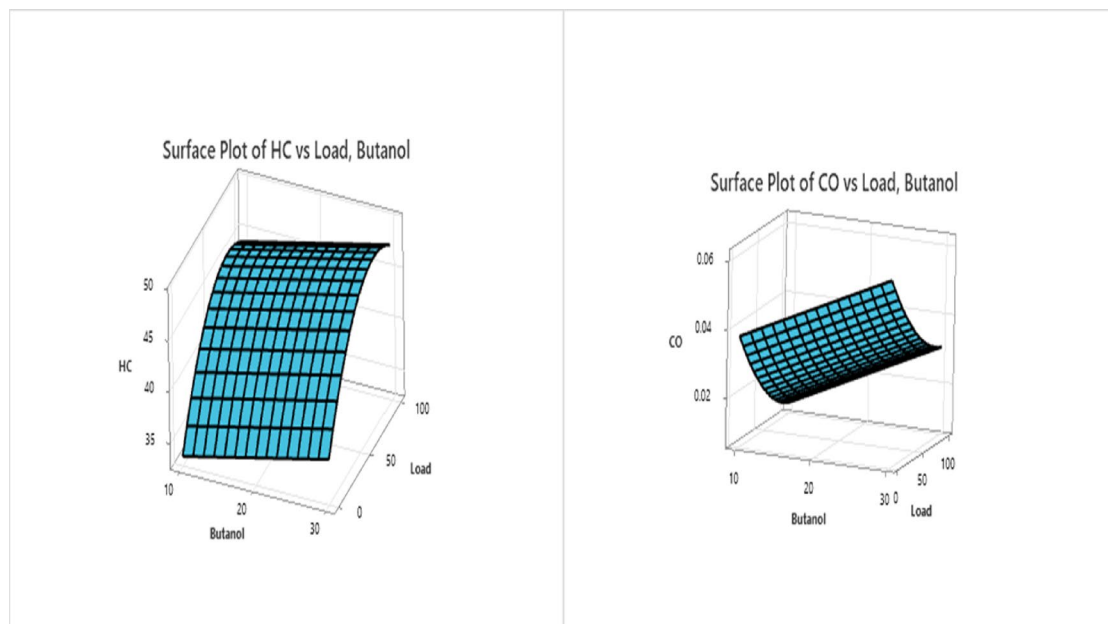 Surface Plot of HC vs Load, Butanol
50
45
HC
40
35
100
50
Load
0
10
20
30
Butanol
Surface Plot of CO vs Load, Butanol
0.06
0.04
CO
0.02
10
20
30
Butanol
0
50
100
Load